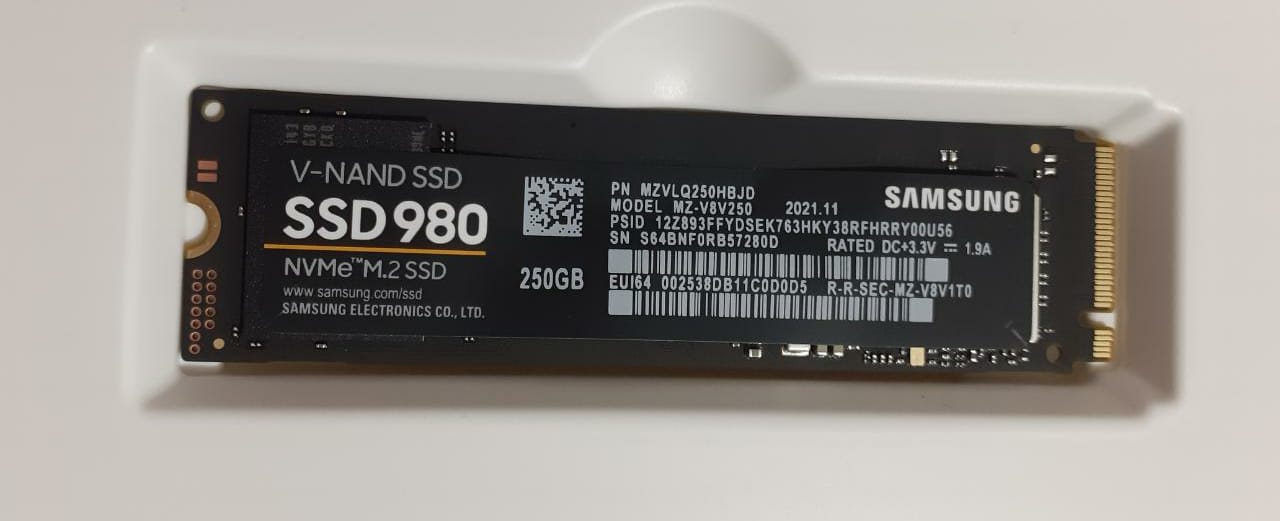 V-NAND SSD
SSD 980
NVMe™ M.2 SSD
www.samsung.com/ssd
SAMSUNG ELECTRONICS CO., LTD.
250GB
PN MZVLQ250HBJD
MODEL MZ-V8V250 2021.11
PSID 12Z893FFYDSEK763HKY38RFHRRY00U56
SN S64BNF0RB57280D RATED DC+3.3V ⎓ 1.9A
EUI64 002538DB11C0D0D5 R-R-SEC-MZ-V8V1T0
SAMSUNG